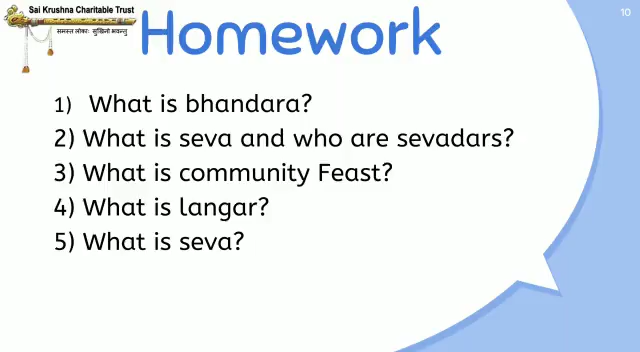 Sai Krushna Charitable Trust
समस्त लोकाः सुखिनो भवन्तु
Homework
10
1) What is bhandara?
2) What is seva and who are sevadars?
3) What is community Feast?
4) What is langar?
5) What is seva?